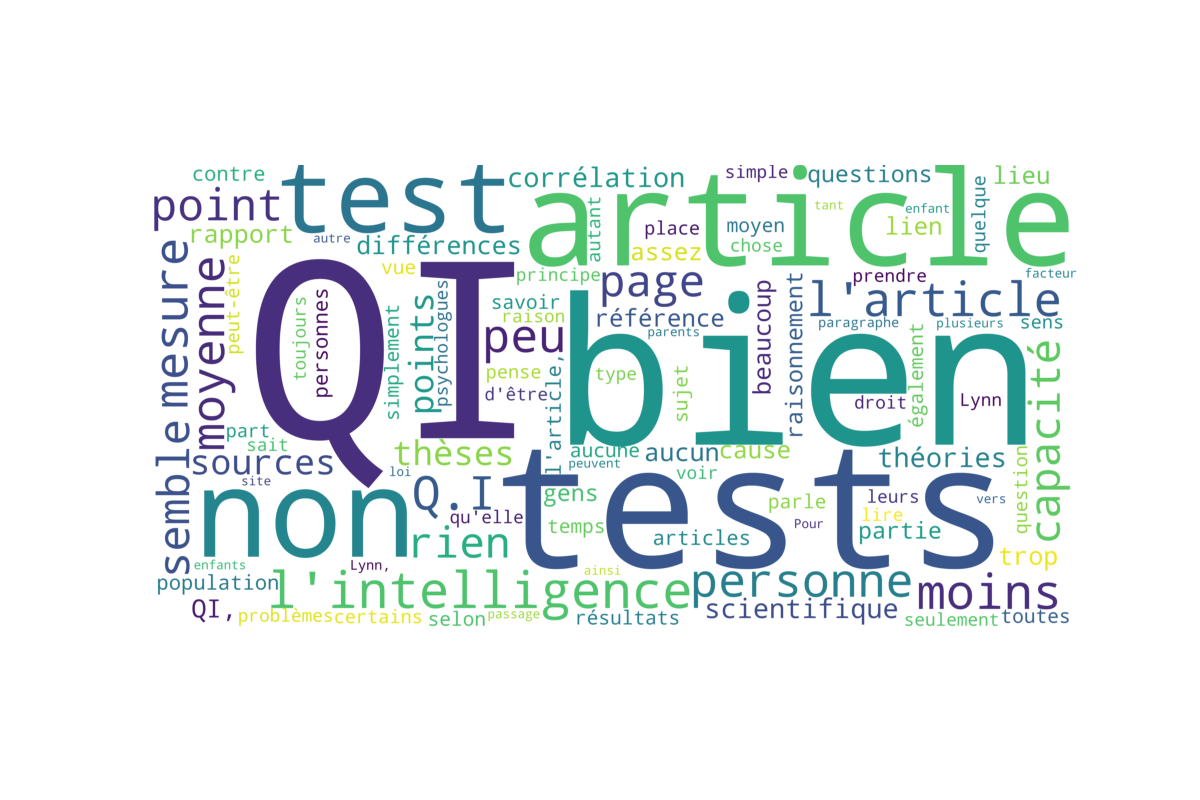 contre
test
corrélation
simple
questions
lieu
point
article
quelque
rapport
autre
différences
autant
place
assez
moyen
chose
tant
enfant
lien
mesure
moyenne
peut-être
vue
QI
principe
page
prendre
facteur
toujours
personnes
simplement
points
psychologues
savoir
raison
peu
référence
parents
beaucoup
raisonnement
l'article
paragraphe
plusieurs
sens
bien
pense
d'être
l'article,
type
sujet
droit
également
Lynn
capacité
semble
part
sait
sources
site
loi
thèses
aucune
peuvent
aucun
cause
voir
théories
question
non
Q.I
qu'elle
rien
tests
gens
temps
articles
parle
Pour
leurs
lire
partie
vers
trop
enfants
population
Lynn,
l'intelligence
ainsi
personne
moins
QI,
problèmes
certains
selon
passage
résultats
scientifique
seulement
toutes